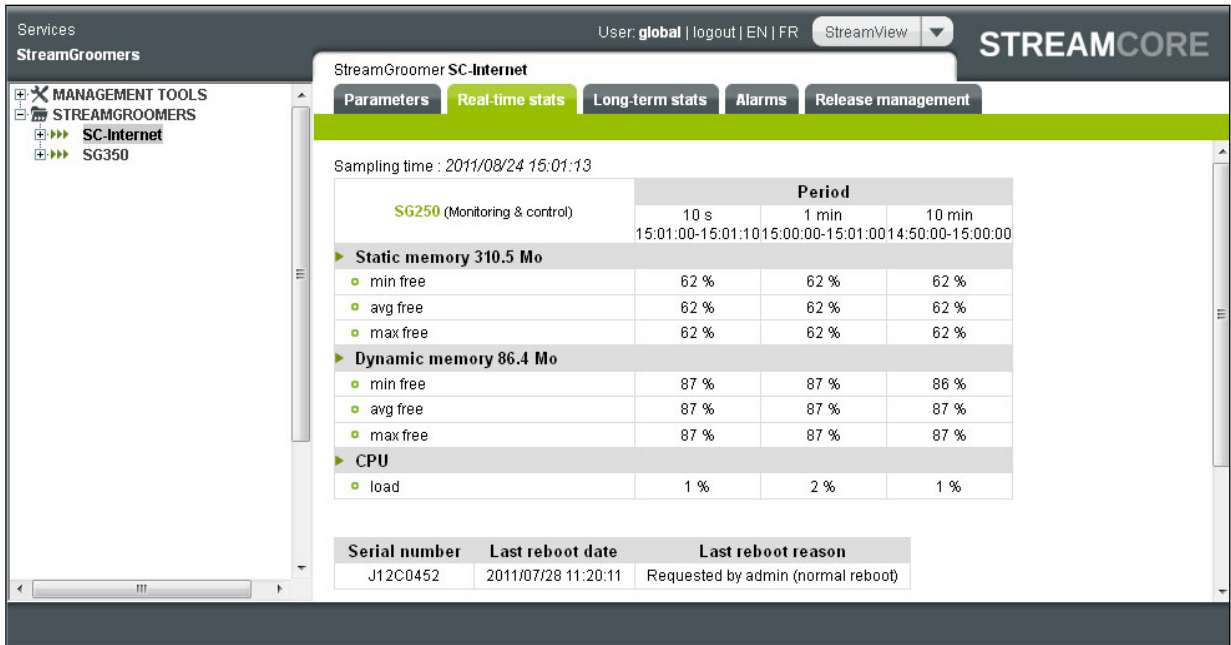 Services
StreamGroomers
User: global | logout | EN | FR
StreamView
STREAMCORE
MANAGEMENT TOOLS
STREAMGROOMERS
SC-Internet
SG350
StreamGroomer SC-Internet
Parameters Real-time stats Long-term stats Alarms Release management
Sampling time : 2011/08/24 15:01:13
SG250 (Monitoring & control)
Period
10 s 1 min 10 min
15:01:00-15:01:10 15:00:00-15:01:00 14:50:00-15:00:00
Static memory 310.5 Mo
min free 62 % 62 % 62 %
avg free 62 % 62 % 62 %
max free 62 % 62 % 62 %
Dynamic memory 86.4 Mo
min free 87 % 87 % 86 %
avg free 87 % 87 % 87 %
max free 87 % 87 % 87 %
CPU
load 1 % 2 % 1 %
Serial number Last reboot date Last reboot reason
J12C0452 2011/07/28 11:20:11 Requested by admin (normal reboot)